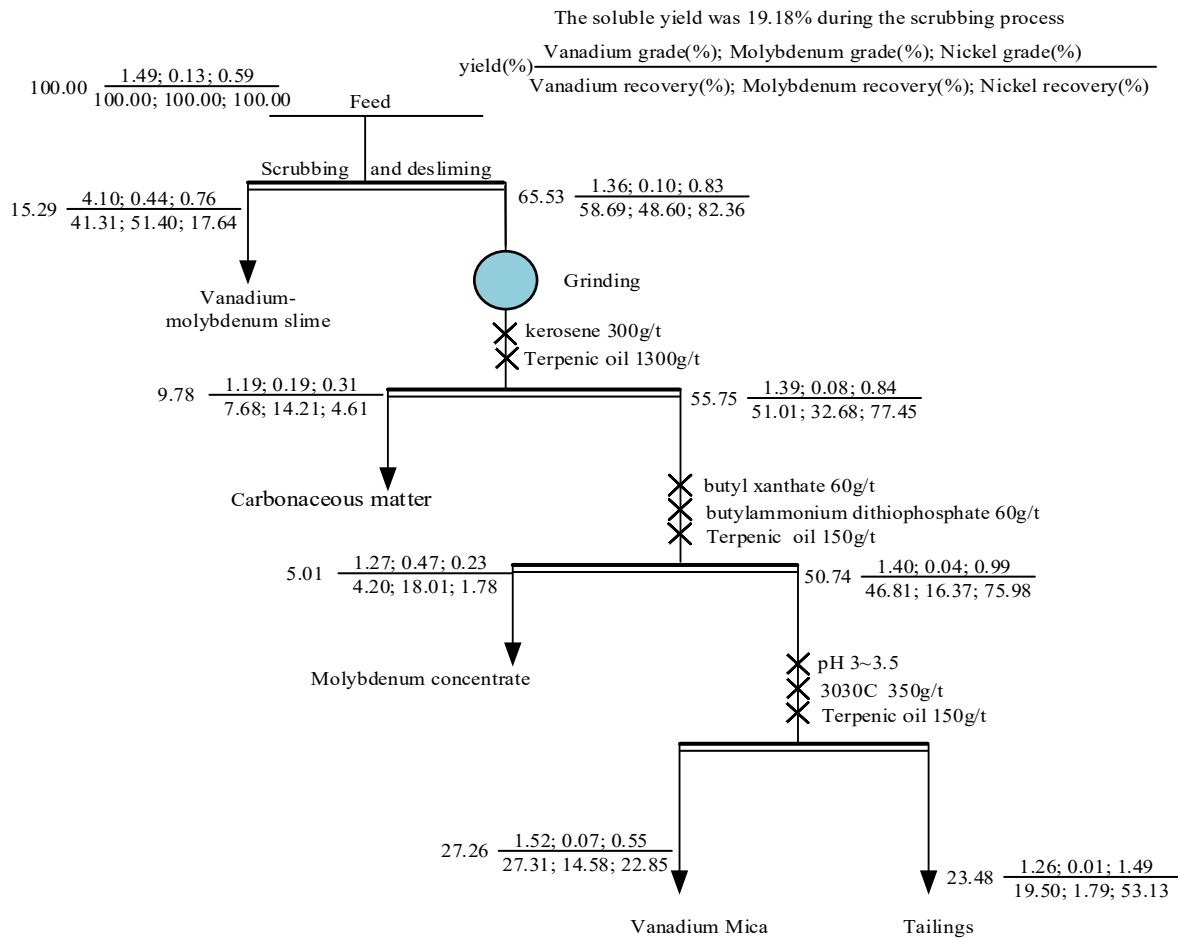 The soluble yield was 19.18% during the scrubbing process
yield(%) Vanadium grade(%); Molybdenum grade(%); Nickel grade(%)
Vanadium recovery(%); Molybdenum recovery(%); Nickel recovery(%)
100.00 1.49; 0.13; 0.59
100.00; 100.00; 100.00
Feed
Scrubbing and desliming
15.29 4.10; 0.44; 0.76
41.31; 51.40; 17.64
65.53 1.36; 0.10; 0.83
58.69; 48.60; 82.36
Vanadium-
molybdenum slime
Grinding
kerosene 300g/t
Terpenic oil 1300g/t
9.78 1.19; 0.19; 0.31
7.68; 14.21; 4.61
55.75 1.39; 0.08; 0.84
51.01; 32.68; 77.45
Carbonaceous matter
butyl xanthate 60g/t
butylammonium dithiophosphate 60g/t
Terpenic oil 150g/t
5.01 1.27; 0.47; 0.23
4.20; 18.01; 1.78
50.74 1.40; 0.04; 0.99
46.81; 16.37; 75.98
Molybdenum concentrate
pH 3~3.5
3030C 350g/t
Terpenic oil 150g/t
27.26 1.52; 0.07; 0.55
27.31; 14.58; 22.85
23.48 1.26; 0.01; 1.49
19.50; 1.79; 53.13
Vanadium Mica
Tailings